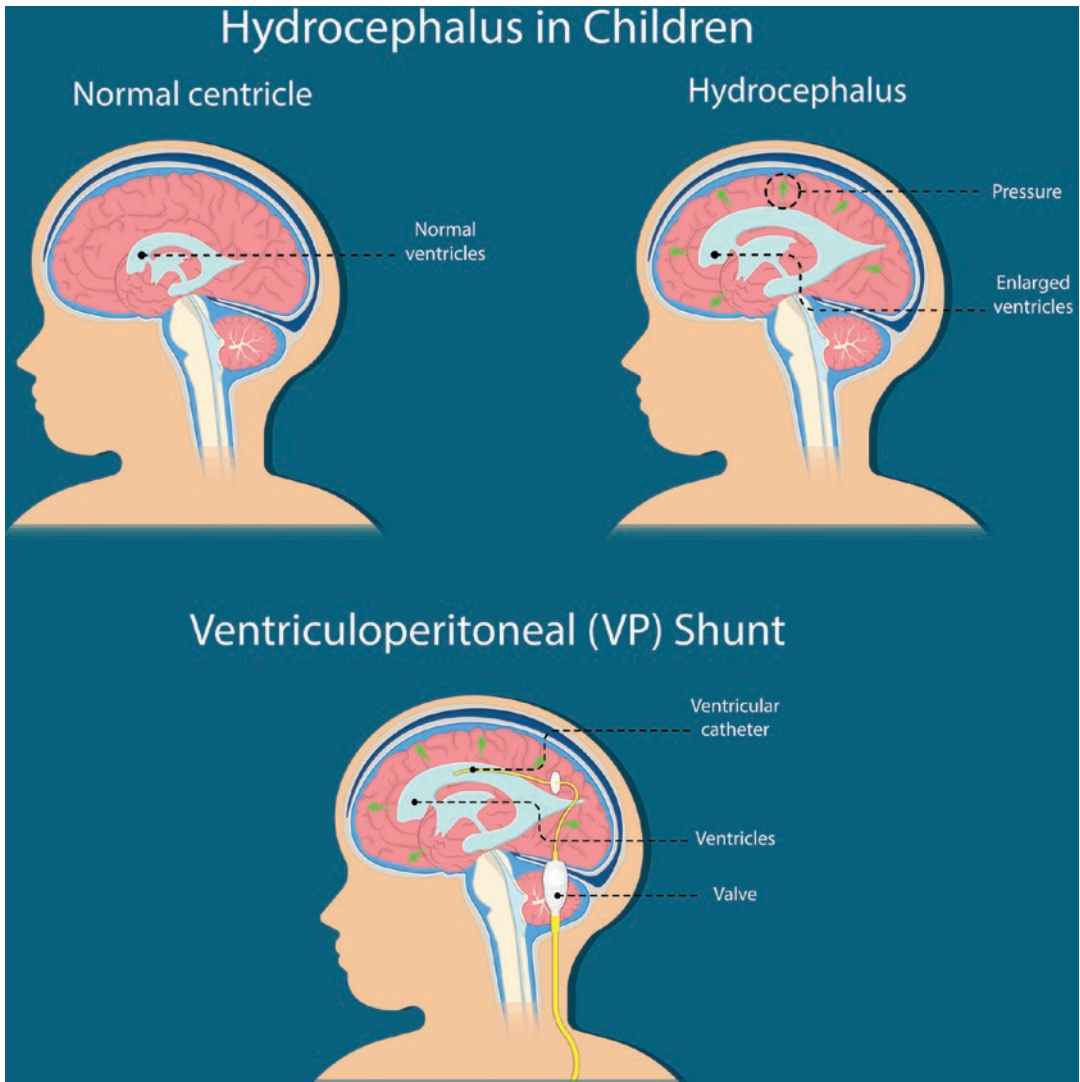 Hydrocephalus in Children
Normal centricle
Hydrocephalus
Normal
ventricles
Pressure
Enlarged
ventricles
Ventriculoperitoneal (VP) Shunt
Ventricular
catheter
Ventricles
Valve